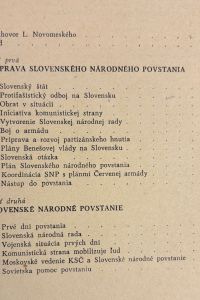 hovce L. Novomeského
prvá
PRAVA SLOVENSKÉHO NÁRODNÉHO POVSTANIA
Slovenský štát
Protifašistický odboj na Slovensku
Obrat v situácii
Iniciatíva komunistickej strany
Vytvorenie Slovenskej národnej rady
Boj o armádu
Príprava a rozvoj partizánskeho hnutia
Plány Benešovej vlády na Slovensku
Slovenská otázka
Plán Slovenského národného povstania
Koordinácia SNP s plánmi Červenej armády
Nástup do povstania
druhá
OVENSKÉ NÁRODNÉ POVSTANIE
Prvé dni povstania
Slovenská národná rada
Vojenská situácia prvých dní
Komunistická strana mobilizuje ľud
Moskovské vedenie KSČ a Slovenské národné povstanie
Sovietska pomoc povstaniu